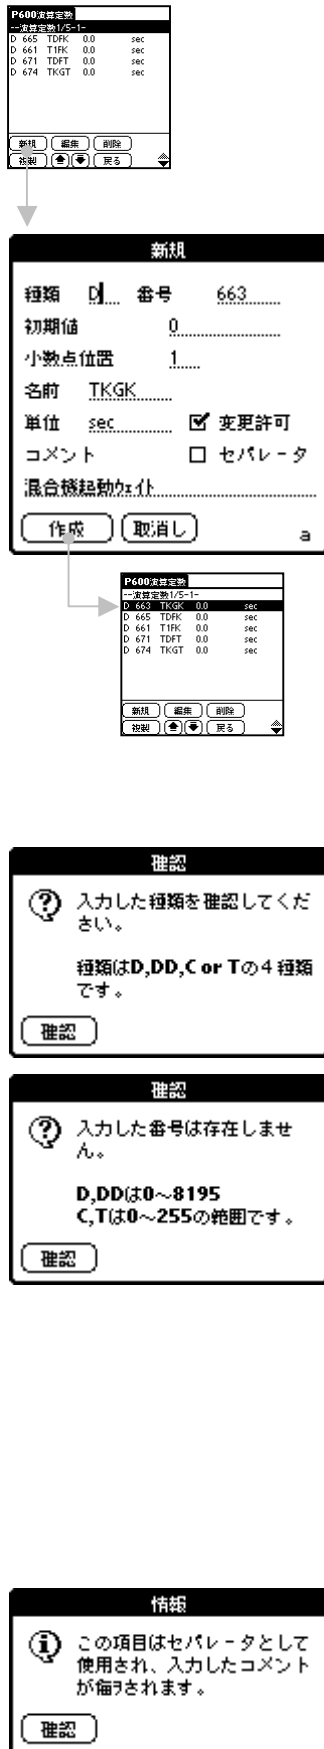 P600演算定数
--演算定数1/5-1-
D 665 TDFK 0.0 sec
D 661 T1FK 0.0 sec
D 671 TDFT 0.0 sec
D 674 TKGT 0.0 sec
新規 編集 削除
複製 戻る
新規
種類 D 番号 663
初期値 0
小数点位置 1
名前 TKGK
単位 sec 変更許可
コメント セパレータ
混合機起動ウェイト
作成 取消し a
P600演算定数
--演算定数1/5-1-
D 663 TKGK 0.0 sec
D 665 TDFK 0.0 sec
D 661 T1FK 0.0 sec
D 671 TDFT 0.0 sec
D 674 TKGT 0.0 sec
新規 編集 削除
複製 戻る
確認
入力した種類を確認してくだ
さい。
種類はD,DD,C or Tの4種類
です。
確認
確認
入力した番号は存在しませ
ん。
D,DDは0～8195
C,Tは0～255の範囲です。
確認
情報
この項目はセパレータとして
使用され、入力したコメント
がされます。
確認